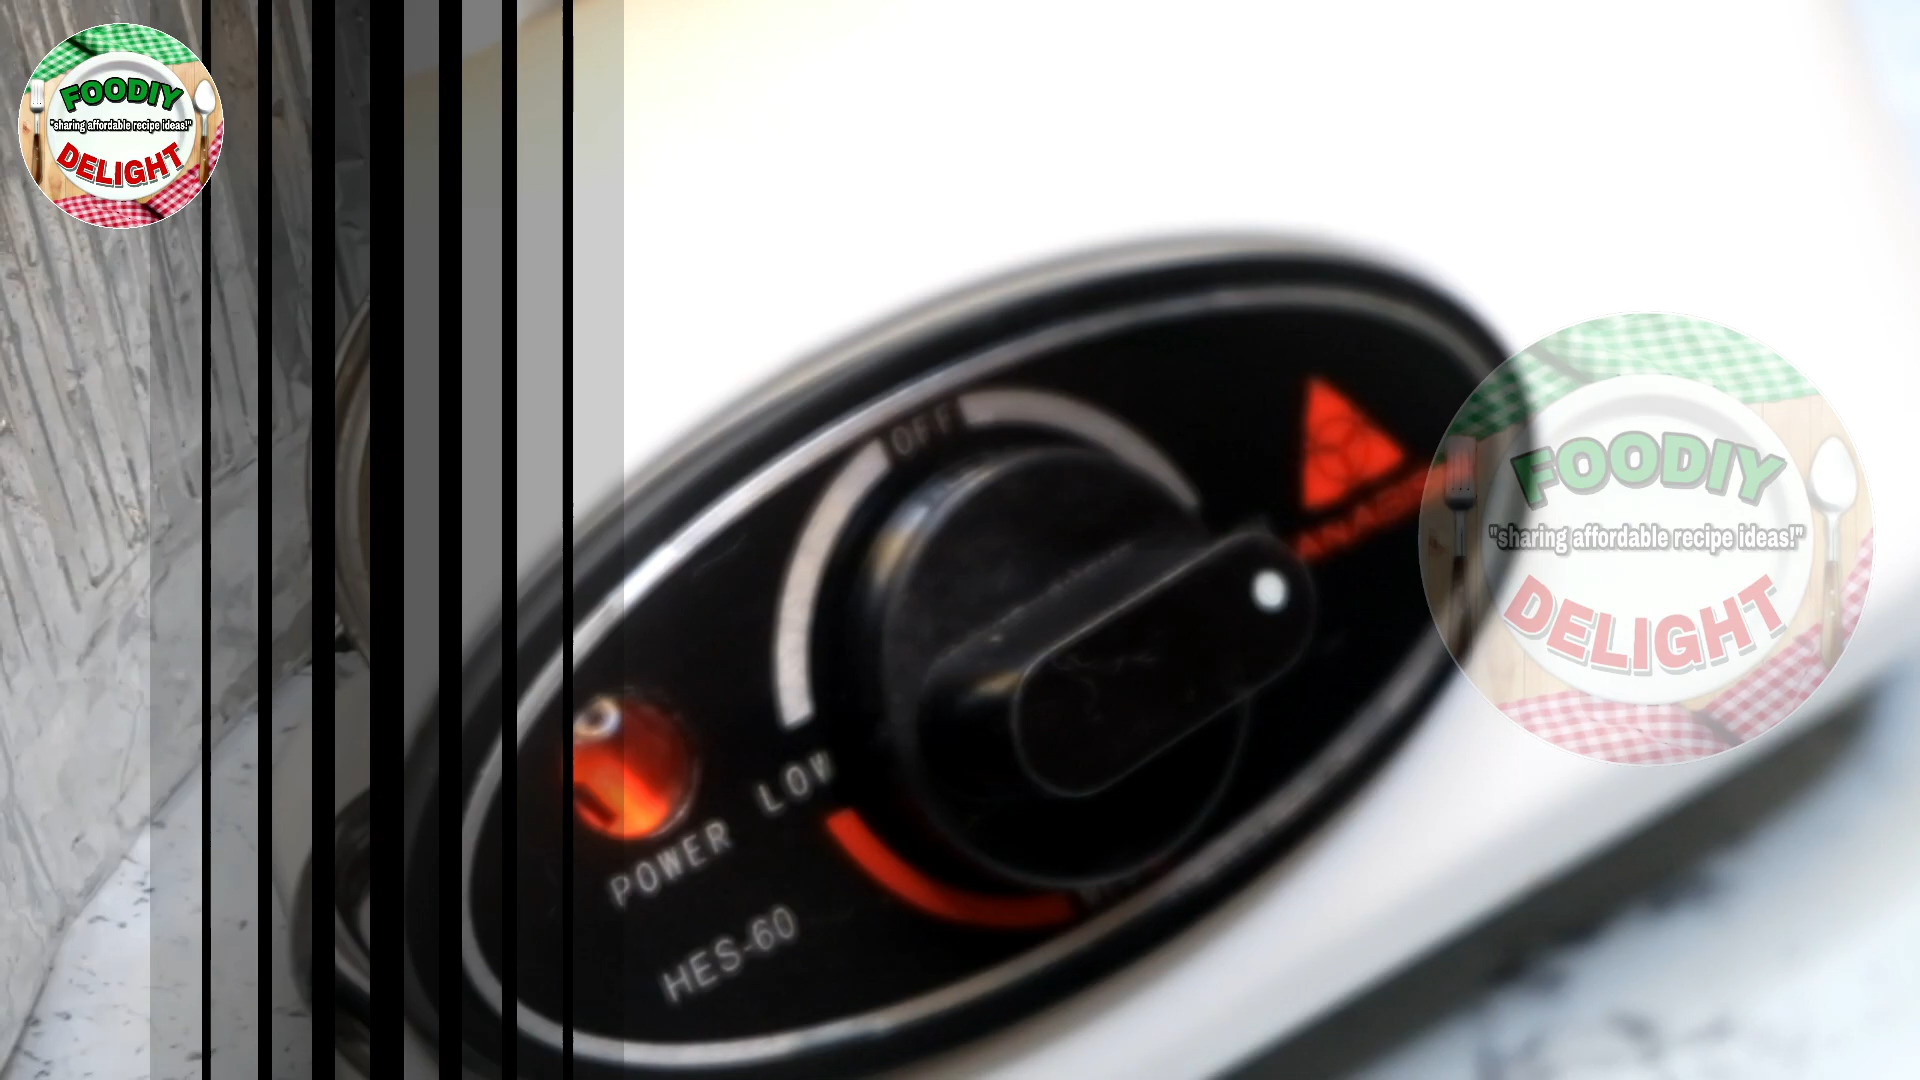 FOODIY
"sharing affordable recipe ideas!"
DELIGHT
OFF
FOODIY
"sharing affordable recipe ideas!"
DELIGHT
LOW
POWER
HES-60